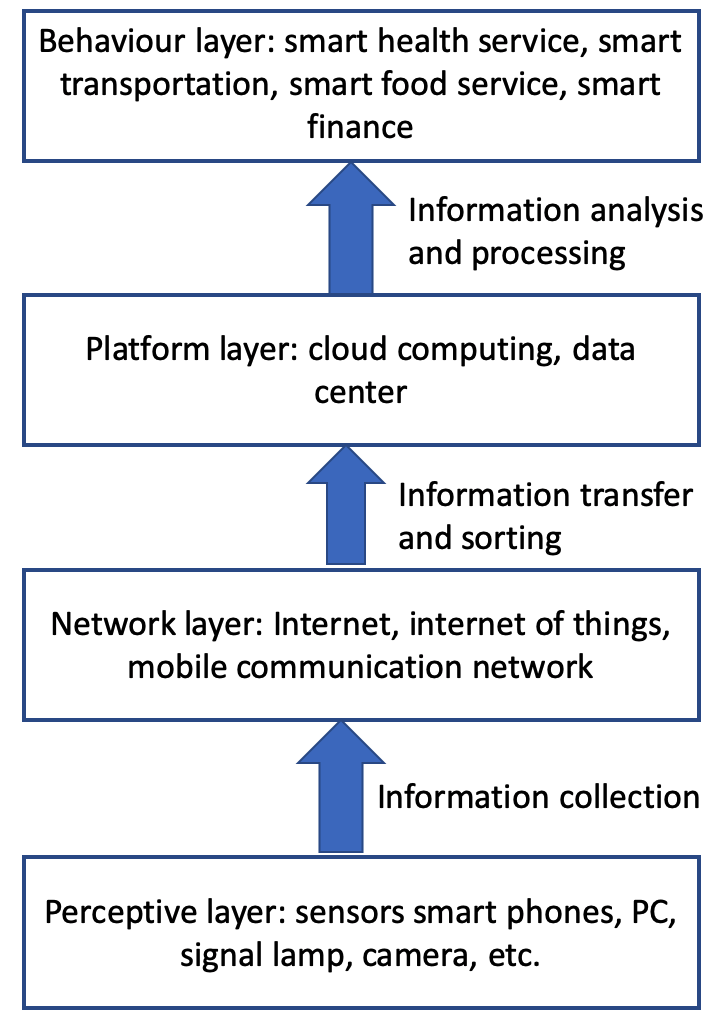 Behaviour layer: smart health service, smart
transportation, smart food service, smart
finance
Information analysis
and processing
Platform layer: cloud computing, data
center
Information transfer
and sorting
Network layer: Internet, internet of things,
mobile communication network
Information collection
Perceptive layer: sensors smart phones, PC,
signal lamp, camera, etc.